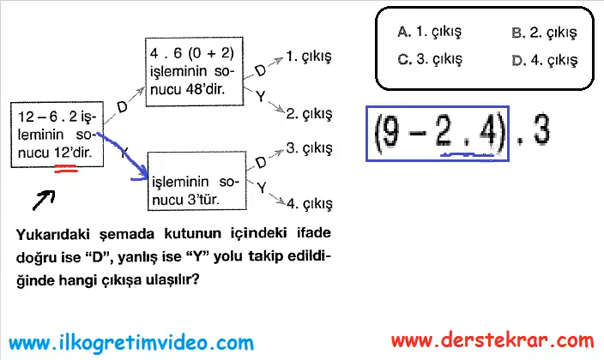 4 . 6 (0 + 2)
işleminin so-
nucu 48'dir.
D
1. çıkış
Y
2. çıkış
D
12 – 6 . 2 iş-
leminin so-
nucu 12'dir.
Y
işleminin so-
nucu 3'tür.
D
3. çıkış
Y
4. çıkış
Yukarıdaki şemada kutunun içindeki ifade
doğru ise “D”, yanlış ise “Y” yolu takip edildi-
ğinde hangi çıkışa ulaşılır?
A. 1. çıkış B. 2. çıkış
C. 3. çıkış D. 4. çıkış
(9 – 2 . 4) . 3
www.ilkogretimvideo.com
www.derstekrar.com